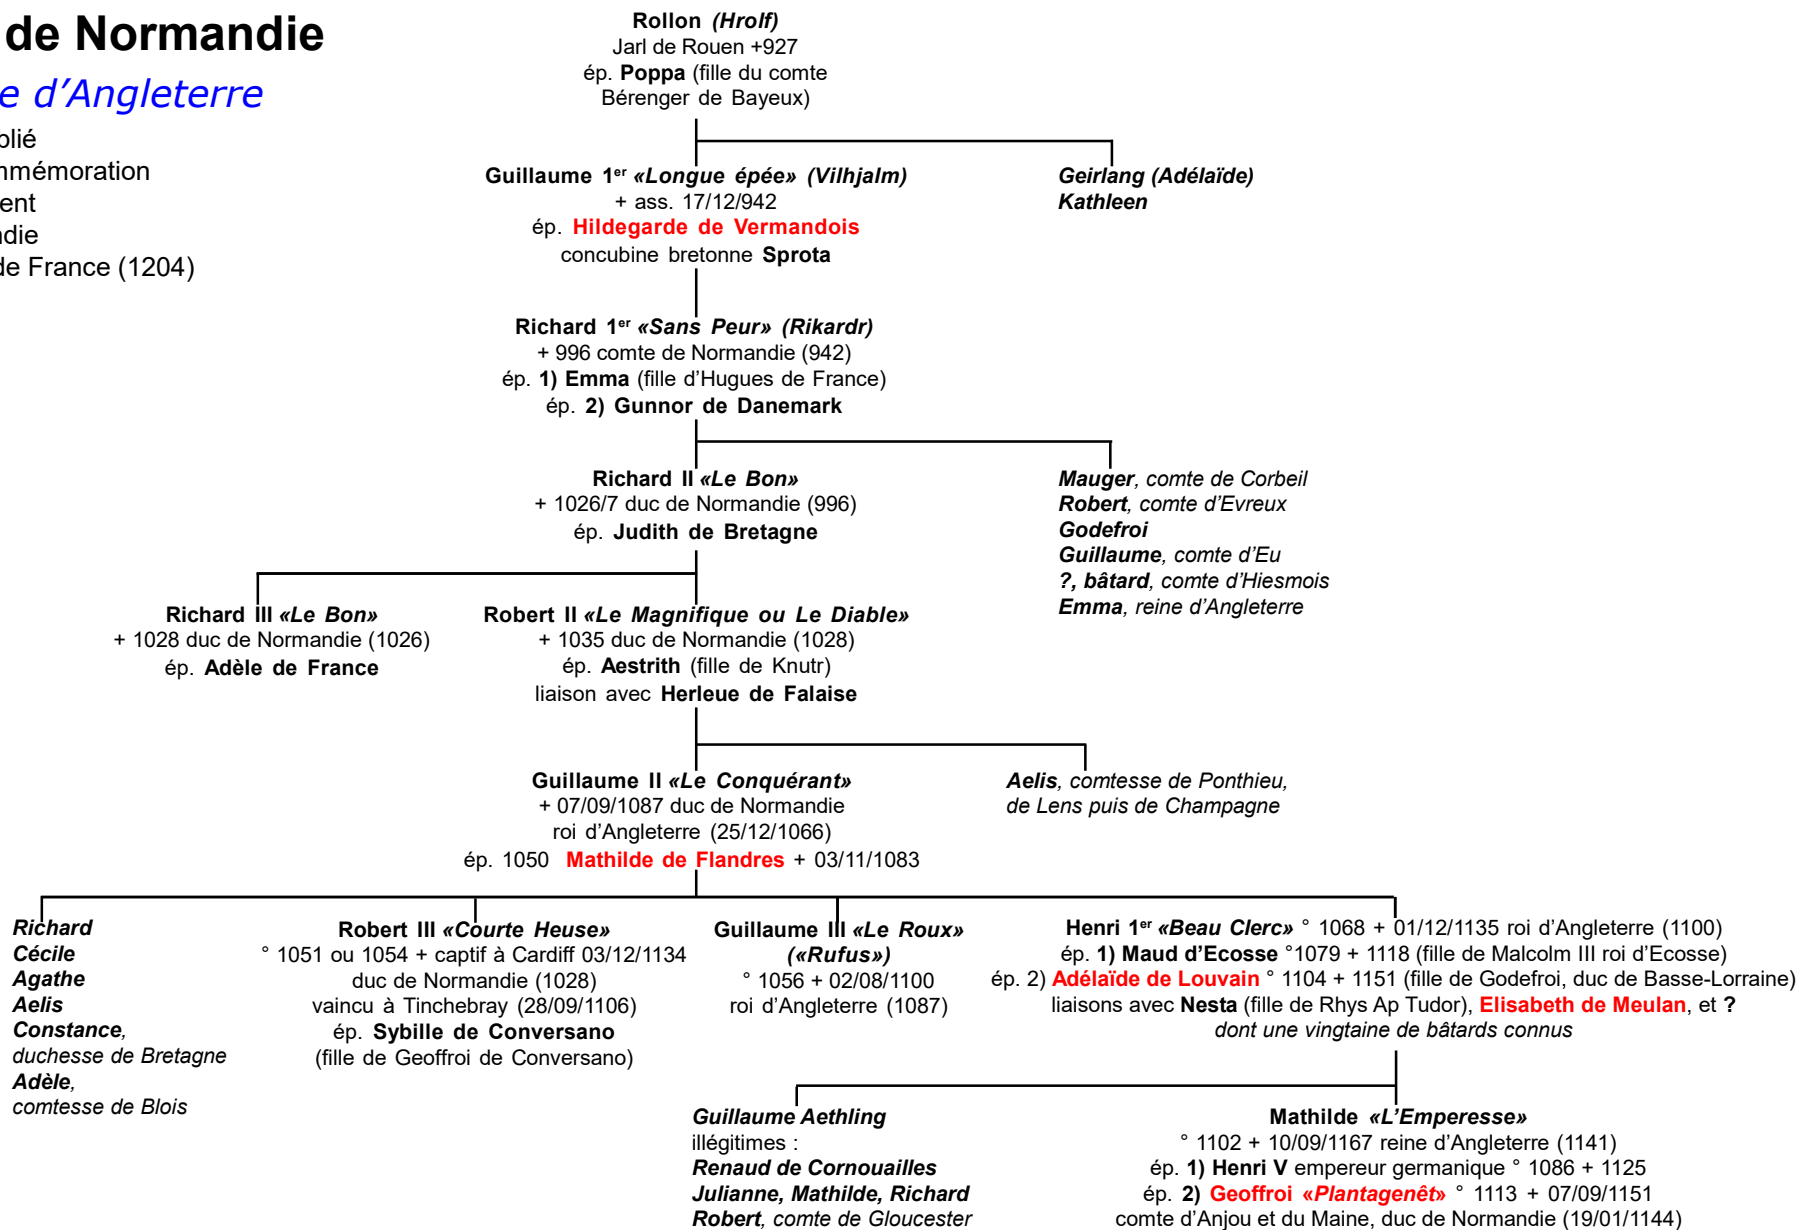 de Normandie
e d’Angleterre
blié
mmémoration
ent
ndie
de France (1204)
Rollon (Hrolf)
Jarl de Rouen +927
ép. Poppa (fille du comte
Bérenger de Bayeux)
Guillaume 1er «Longue épée» (Vilhjalm)
+ ass. 17/12/942
ép. Hildegarde de Vermandois
concubine bretonne Sprota
Geirlang (Adélaïde)
Kathleen
Richard 1er «Sans Peur» (Rikardr)
+ 996 comte de Normandie (942)
ép. 1) Emma (fille d’Hugues de France)
ép. 2) Gunnor de Danemark
Richard II «Le Bon»
+ 1026/7 duc de Normandie (996)
ép. Judith de Bretagne
Mauger, comte de Corbeil
Robert, comte d’Evreux
Godefroi
Guillaume, comte d’Eu
?, bâtard, comte d’Hiesmois
Emma, reine d’Angleterre
Richard III «Le Bon»
+ 1028 duc de Normandie (1026)
ép. Adèle de France
Robert II «Le Magnifique ou Le Diable»
+ 1035 duc de Normandie (1028)
ép. Aestrith (fille de Knutr)
liaison avec Herleue de Falaise
Guillaume II «Le Conquérant»
+ 07/09/1087 duc de Normandie
roi d’Angleterre (25/12/1066)
ép. 1050 Mathilde de Flandres + 03/11/1083
Aelis, comtesse de Ponthieu,
de Lens puis de Champagne
Richard
Cécile
Agathe
Aelis
Constance,
duchesse de Bretagne
Adèle,
comtesse de Blois
Robert III «Courte Heuse»
° 1051 ou 1054 + captif à Cardiff 03/12/1134
duc de Normandie (1028)
vaincu à Tinchebray (28/09/1106)
ép. Sybille de Conversano
(fille de Geoffroi de Conversano)
Guillaume III «Le Roux»
(«Rufus»)
° 1056 + 02/08/1100
roi d’Angleterre (1087)
Henri 1er «Beau Clerc» ° 1068 + 01/12/1135 roi d’Angleterre (1100)
ép. 1) Maud d’Ecosse °1079 + 1118 (fille de Malcolm III roi d’Ecosse)
ép. 2) Adélaïde de Louvain ° 1104 + 1151 (fille de Godefroi, duc de Basse-Lorraine)
liaisons avec Nesta (fille de Rhys Ap Tudor), Elisabeth de Meulan, et ?
dont une vingtaine de bâtards connus
Guillaume Aethling
illégitimes :
Renaud de Cornouailles
Julianne, Mathilde, Richard
Robert, comte de Gloucester
Mathilde «L’Emperesse»
° 1102 + 10/09/1167 reine d’Angleterre (1141)
ép. 1) Henri V empereur germanique ° 1086 + 1125
ép. 2) Geoffroi «Plantagenêt» ° 1113 + 07/09/1151
comte d’Anjou et du Maine, duc de Normandie (19/01/1144)